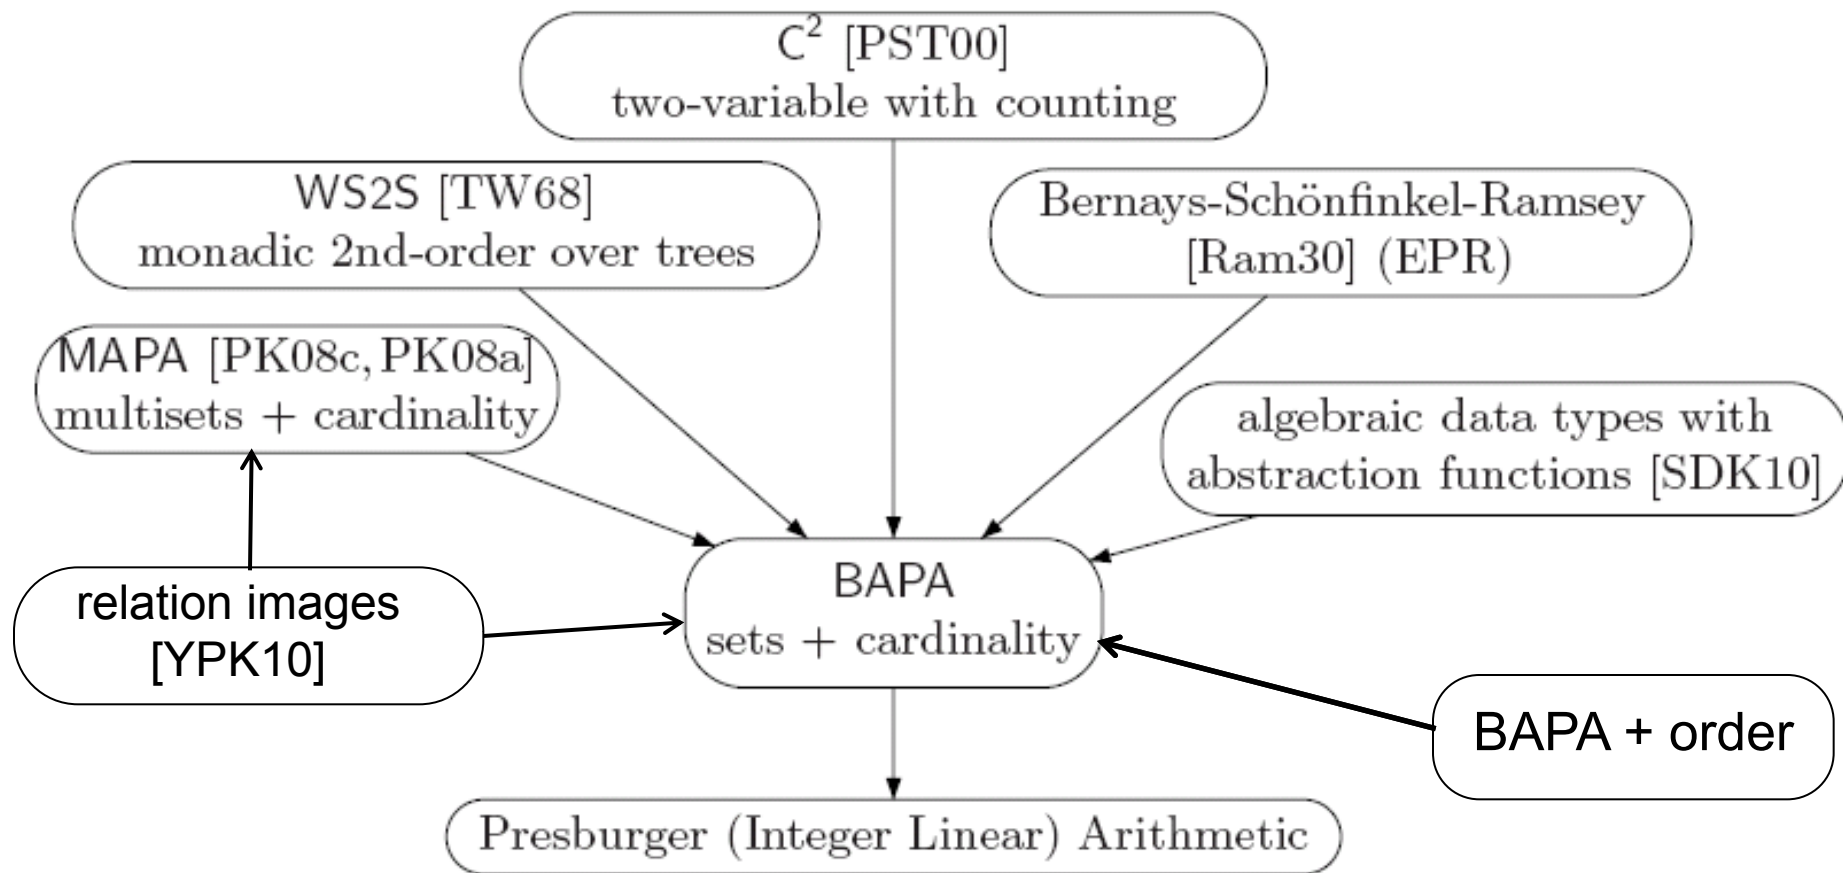 C² [PST00]
two-variable with counting
WS2S [TW68]
monadic 2nd-order over trees
Bernays-Schönfinkel-Ramsey
[Ram30] (EPR)
MAPA [PK08c, PK08a]
multisets + cardinality
algebraic data types with
abstraction functions [SDK10]
relation images
[YPK10]
BAPA
sets + cardinality
BAPA + order
Presburger (Integer Linear) Arithmetic